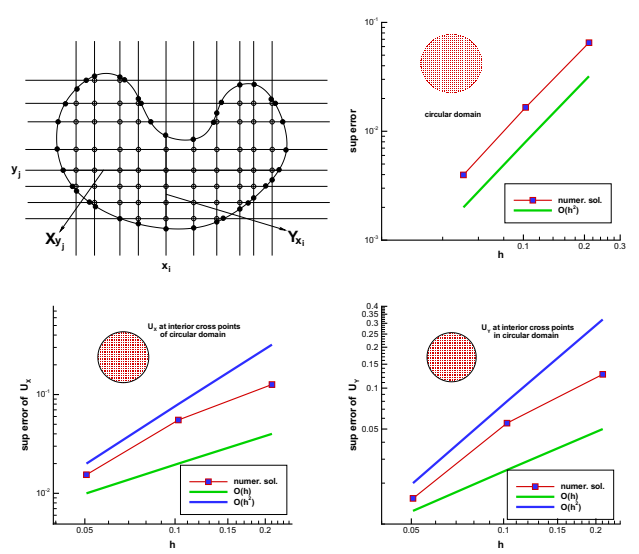 y_j
X_{y_j}
Y_{x_i}
x_i
10^{-1}
10^{-2}
10^{-3}
sup error
circular domain
numer. sol.
O(h^2)
0.1
0.2
0.3
h
10^{-1}
10^{-2}
sup error of U_X
U_X at interior cross points
of circular domain
numer. sol.
O(h)
O(h^2)
0.05
0.1
0.15
0.2
h
0.4
0.35
0.3
0.25
0.2
0.15
0.1
0.05
sup error of U_Y
U_Y at interior cross points
in circular domain
numer. sol.
O(h)
O(h^2)
0.05
0.1
0.15
0.2
h